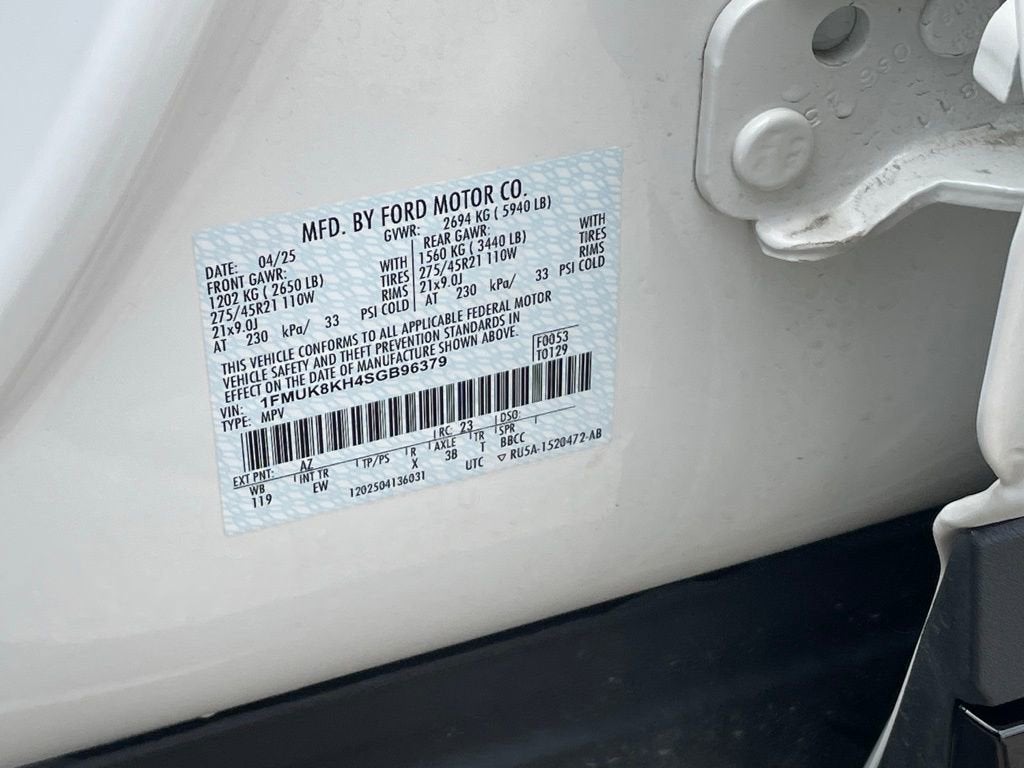 MFD. BY FORD MOTOR CO.
DATE: 04/25 GVWR: 2694 KG ( 5940 LB)
FRONT GAWR: REAR GAWR:
1202 KG ( 2650 LB) WITH 1560 KG ( 3440 LB) WITH
275/45R21 110W TIRES 275/45R21 110W TIRES
21x9.0J RIMS 21x9.0J RIMS
AT 230 kPa/ 33 PSI COLD AT 230 kPa/ 33 PSI COLD
THIS VEHICLE CONFORMS TO ALL APPLICABLE FEDERAL MOTOR
VEHICLE SAFETY AND THEFT PREVENTION STANDARDS IN
EFFECT ON THE DATE OF MANUFACTURE SHOWN ABOVE.
VIN: 1FMUK8KH4SGB96379 F0053
TYPE: MPV T0129
EXT PNT: AZ RC: 23 DSO:
WB INT TR TP/PS R AXLE TR SPR
119 EW X 3B T BBCC
1202504136031 UTC ▽ RU5A-1520472-AB